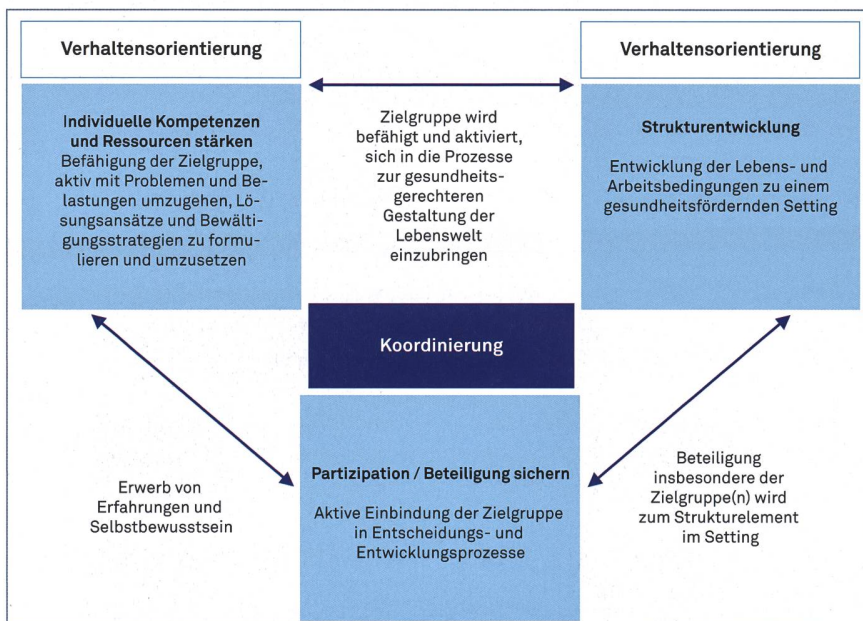 Verhaltensorientierung
Individuelle Kompetenzen
und Ressourcen stärken
Befähigung der Zielgruppe,
aktiv mit Problemen und Be-
lastungen umzugehen, Lö-
sungsansätze und Bewälti-
gungsstrategien zu formu-
lieren und umzusetzen
Zielgruppe wird
befähigt und aktiviert,
sich in die Prozesse
zur gesundheits-
gerechteren
Gestaltung der
Lebenswelt
einzubringen
Verhaltensorientierung
Strukturentwicklung
Entwicklung der Lebens- und
Arbeitsbedingungen zu einem
gesundheitsfördernden Setting
Koordinierung
Erwerb von
Erfahrungen und
Selbstbewusstsein
Partizipation / Beteiligung sichern
Aktive Einbindung der Zielgruppe
in Entscheidungs- und
Entwicklungsprozesse
Beteiligung
insbesondere der
Zielgruppe(n) wird
zum Strukturelement
im Setting